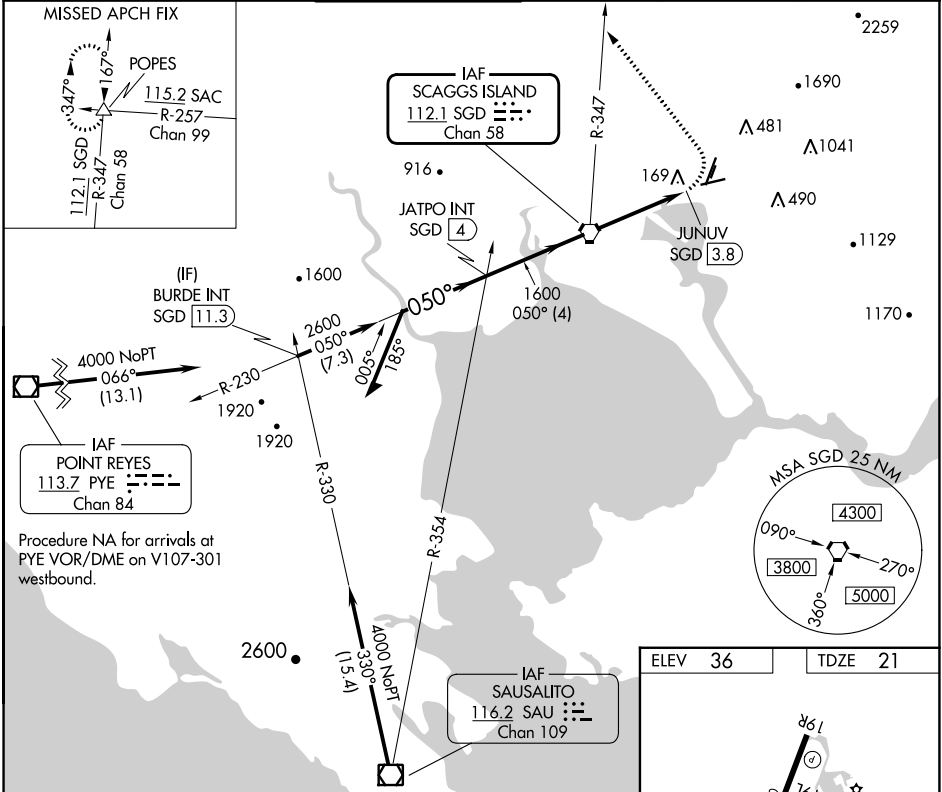 MISSED APCH FIX
347°
167°
POPES
115.2 SAC
R-257
Chan 99
112.1 SGD
R-347
Chan 58
IAF
SCAGGS ISLAND
112.1 SGD
Chan 58
R-347
2259
1690
481
1041
490
916
169
JATPO INT
SGD 4
JUNUV
SGD 3.8
1129
1170
(IF)
BURDE INT
SGD 11.3
1600
050°
1600
050° (4)
2600
050°
(7.3)
005°
185°
4000 NoPT
066°
(13.1)
R-230
1920
1920
IAF
POINT REYES
113.7 PYE
Chan 84
R-330
R-354
Procedure NA for arrivals at
PYE VOR/DME on V107-301
westbound.
MSA SGD 25 NM
4300
090°
3800
270°
5000
360°
2600
4000 NoPT
330°
(15.4)
IAF
SAUSALITO
116.2 SAU
Chan 109
ELEV 36
TDZE 21
19R
P
19L